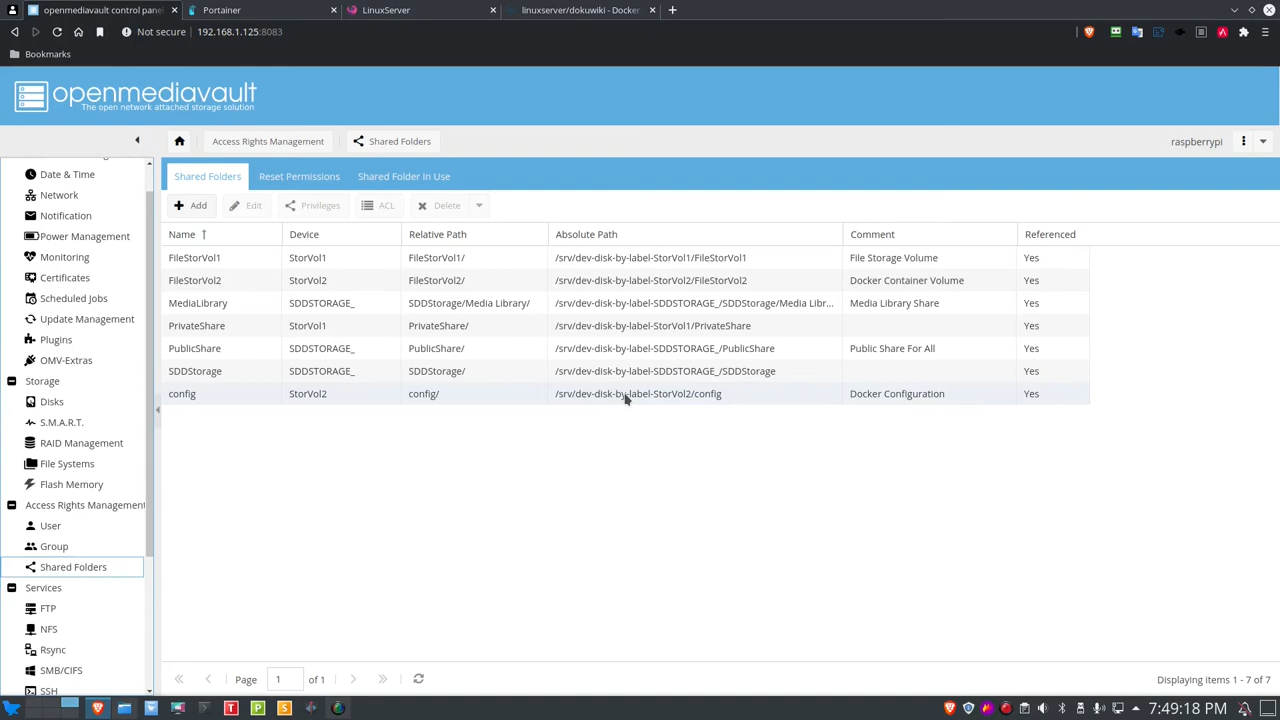 openmediavault control pane
Portainer
LinuxServer
linuxserver/dokuwiki - Docker
Not secure
192.168.1.125:8083
Bookmarks
openmediavault
The open network attached storage solution
Access Rights Management
Shared Folders
raspberrypi
Date & Time
Network
Notification
Power Management
Monitoring
Certificates
Scheduled Jobs
Update Management
Plugins
OMV-Extras
Storage
Disks
S.M.A.R.T.
RAID Management
File Systems
Flash Memory
Access Rights Management
User
Group
Shared Folders
Services
FTP
NFS
Rsync
SMB/CIFS
SSH
Shared Folders Reset Permissions Shared Folder In Use
Add Edit Privileges ACL Delete
Name Device Relative Path Absolute Path Comment Referenced
FileStorVol1 StorVol1 FileStorVol1/ /srv/dev-disk-by-label-StorVol1/FileStorVol1 File Storage Volume Yes
FileStorVol2 StorVol2 FileStorVol2/ /srv/dev-disk-by-label-StorVol2/FileStorVol2 Docker Container Volume Yes
MediaLibrary SDDSTORAGE_ SDDStorage/Media Library/ /srv/dev-disk-by-label-SDDSTORAGE_/SDDStorage/Media Libr... Media Library Share Yes
PrivateShare StorVol1 PrivateShare/ /srv/dev-disk-by-label-StorVol1/PrivateShare Yes
PublicShare SDDSTORAGE_ PublicShare/ /srv/dev-disk-by-label-SDDSTORAGE_/PublicShare Public Share For All Yes
SDDStorage SDDSTORAGE_ SDDStorage/ /srv/dev-disk-by-label-SDDSTORAGE_/SDDStorage Yes
config StorVol2 config/ /srv/dev-disk-by-label-StorVol2/config Docker Configuration Yes
Page 1 of 1
Displaying items 1 - 7 of 7
7:49:18 PM